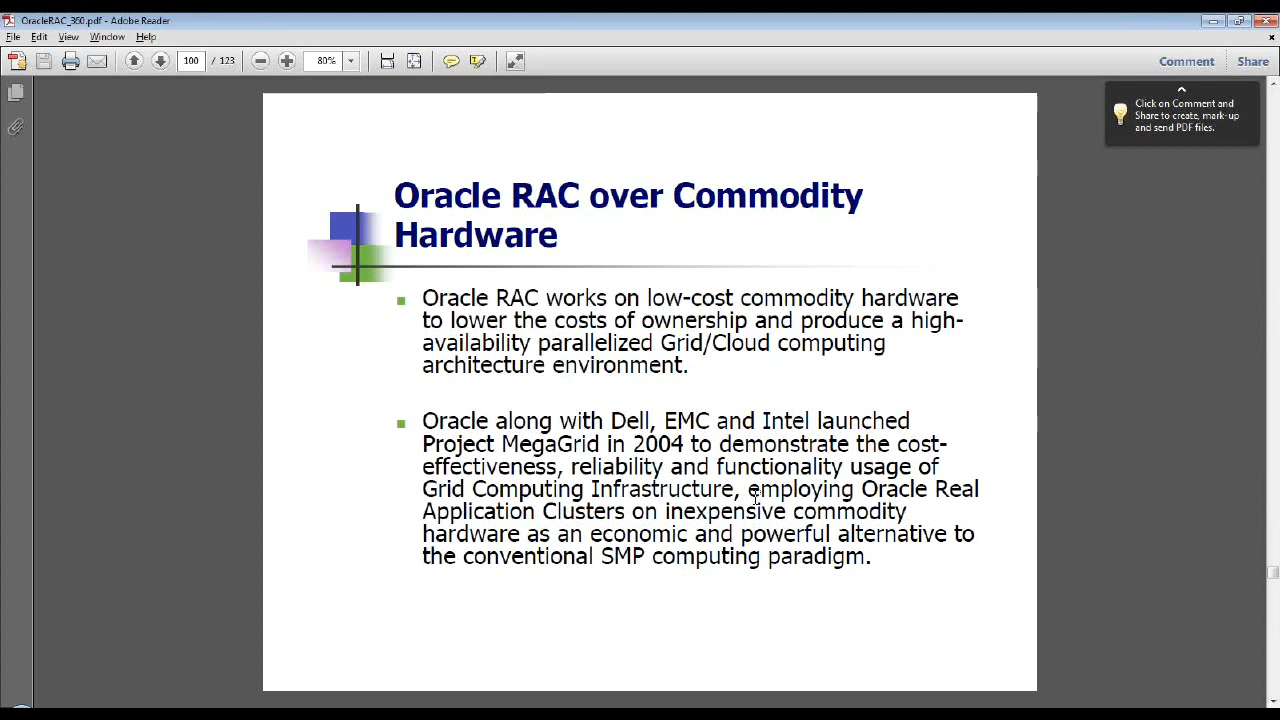 OracleRAC_360.pdf - Adobe Reader
File Edit View Window Help
100 / 123 80% Comment Share
Click on Comment and
Share to create, mark-up
and send PDF files.
Oracle RAC over Commodity
Hardware
Oracle RAC works on low-cost commodity hardware
to lower the costs of ownership and produce a high-
availability parallelized Grid/Cloud computing
architecture environment.
Oracle along with Dell, EMC and Intel launched
Project MegaGrid in 2004 to demonstrate the cost-
effectiveness, reliability and functionality usage of
Grid Computing Infrastructure, employing Oracle Real
Application Clusters on inexpensive commodity
hardware as an economic and powerful alternative to
the conventional SMP computing paradigm.